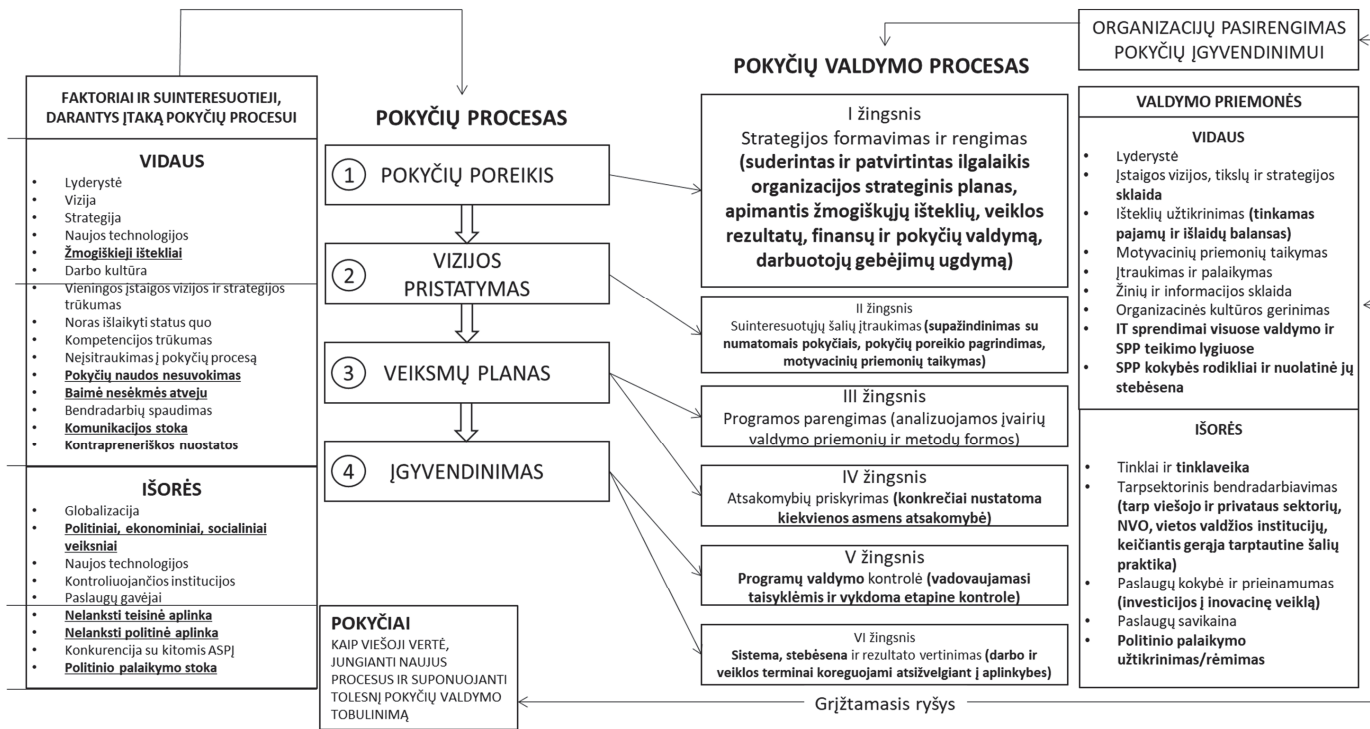 FAKTORIAI IR SUINTERESUOTIEJI,
DARANTYS ĮTAKĄ POKYČIŲ PROCESUI
VIDAUS
• Lyderystė
• Vizija
• Strategija
• Naujos technologijos
• Žmogiškieji ištekliai
• Darbo kultūra
• Vieningos įstaigos vizijos ir strategijos
trūkumas
• Noras išlaikyti status quo
• Kompetencijos trūkumas
• Neįsitraukimas į pokyčių procesą
• Pokyčių naudos nesuvokimas
• Baimė nesėkmės atveju
• Bendradarbių spaudimas
• Komunikacijos stoka
• Kontrapreneriškos nuostatos
IŠORĖS
• Globalizacija
• Politiniai, ekonominiai, socialiniai
veiksniai
• Naujos technologijos
• Kontroliuojančios institucijos
• Paslaugų gavėjai
• Nelanksti teisinė aplinka
• Nelanksti politinė aplinka
• Konkurencija su kitomis ASPĮ
• Politinio palaikymo stoka
POKYČIŲ PROCESAS
1 POKYČIŲ POREIKIS
2 VIZIJOS
PRISTATYMAS
3 VEIKSMŲ PLANAS
4 ĮGYVENDINIMAS
POKYČIAI
KAIP VIEŠOJI VERTĖ,
JUNGIANTI NAUJUS
PROCESUS IR SUPONUOJANTI
TOLESNĮ POKYČIŲ VALDYMO
TOBULINIMĄ
POKYČIŲ VALDYMO PROCESAS
I žingsnis
Strategijos formavimas ir rengimas
(suderintas ir patvirtintas ilgalaikis
organizacijos strateginis planas,
apimantis žmogiškųjų išteklių, veiklos
rezultatų, finansų ir pokyčių valdymą,
darbuotojų gebėjimų ugdymą)
II žingsnis
Suinteresuotųjų šalių įtraukimas (supažindinimas su
numatomais pokyčiais, pokyčių poreikio pagrindimas,
motyvacinių priemonių taikymas)
III žingsnis
Programos parengimas (analizuojamos įvairių
valdymo priemonių ir metodų formos)
IV žingsnis
Atsakomybių priskyrimas (konkrečiai nustatoma
kiekvienos asmens atsakomybė)
V žingsnis
Programų valdymo kontrolė (vadovaujamasi
taisyklėmis ir vykdoma etapine kontrole)
VI žingsnis
Sistema, stebėsena ir rezultato vertinimas (darbo ir
veiklos terminai koreguojami atsižvelgiant į aplinkybes)
Grįžtamasis ryšys
ORGANIZACIJŲ PASIRENGIMAS
POKYČIŲ ĮGYVENDINIMUI
VALDYMO PRIEMONĖS
VIDAUS
• Lyderystė
• Įstaigos vizijos, tikslų ir strategijos
sklaida
• Išteklių užtikrinimas (tinkamas
pajamų ir išlaidų balansas)
• Motyvacinių priemonių taikymas
• Įtraukimas ir palaikymas
• Žinių ir informacijos sklaida
• Organizacinės kultūros gerinimas
• IT sprendimai visuose valdymo ir
SPP teikimo lygiuose
• SPP kokybės rodikliai ir nuolatinė jų
stebėsena
IŠORĖS
• Tinklai ir tinklaveika
• Tarpsektorinis bendradarbiavimas
(tarp viešojo ir privataus sektorių,
NVO, vietos valdžios institucijų,
keičiantis gerąja tarptautine šalių
praktika)
• Paslaugų kokybė ir prieinamumas
(investicijos į inovacinę veiklą)
• Paslaugų savikaina
• Politinio palaikymo
užtikrinimas/rėmimas